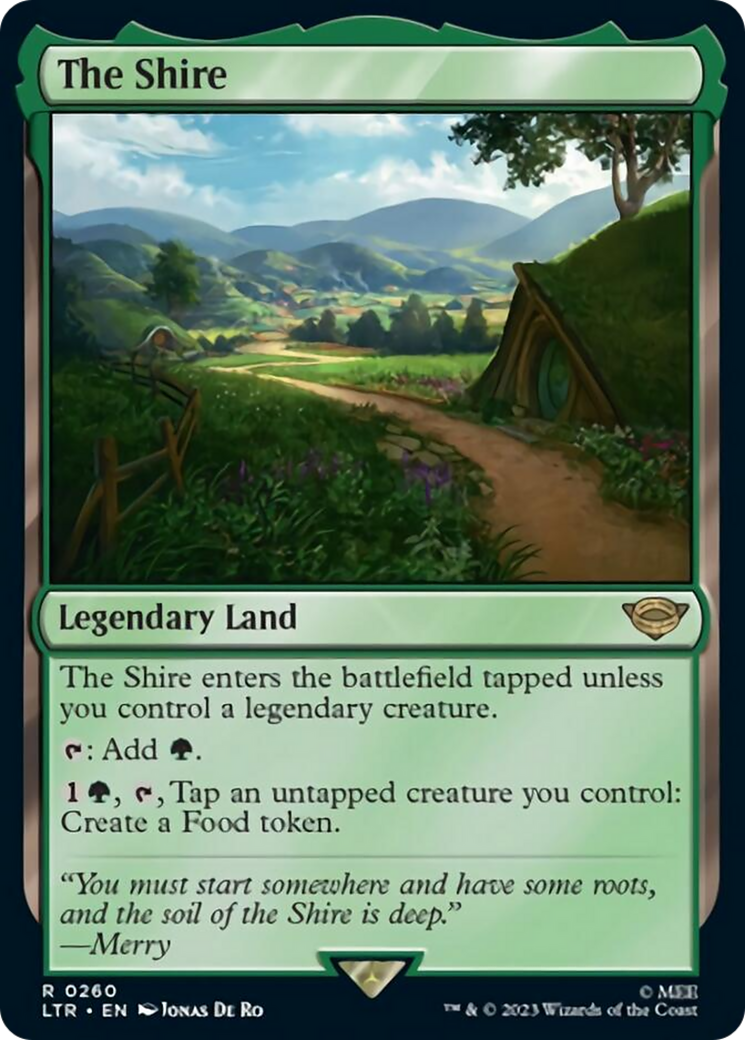 The Shire
Legendary Land
The Shire enters the battlefield tapped unless
you control a legendary creature.
: Add .
1 , , Tap an untapped creature you control:
Create a Food token.
“You must start somewhere and have some roots,
and the soil of the Shire is deep.”
—Merry
R 0260
LTR • EN Jonas De Ro
© MEE
™ & © 2023 Wizards of the Coast